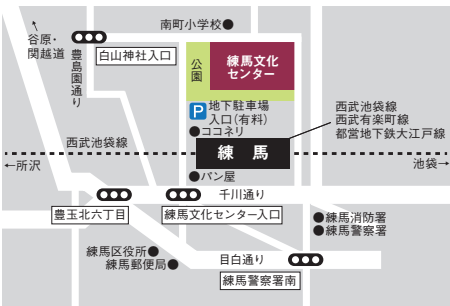 南町小学校●
谷原・
関越道
豊島園通り
白山神社入口
公園
練馬文化
センター
P 地下駐車場
入口(有料)
●ココネリ
西武池袋線
西武有楽町線
都営地下鉄大江戸線
西武池袋線
練馬
←所沢
池袋→
●パン屋
千川通り
豊玉北六丁目
練馬文化センター入口
●練馬消防署
●練馬警察署
練馬区役所●
練馬郵便局●
目白通り
練馬警察署南